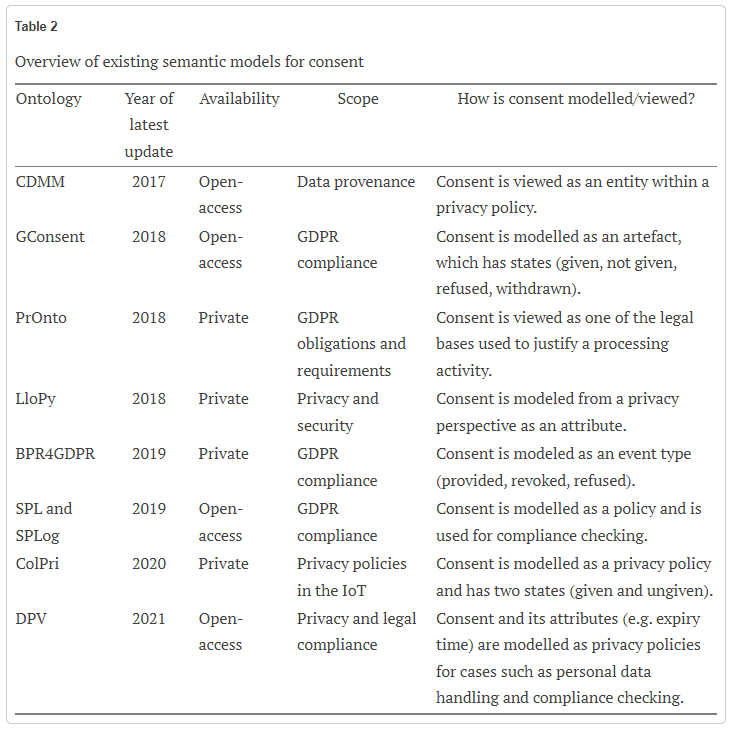 Table 2
Overview of existing semantic models for consent
Ontology Year of latest update Availability Scope How is consent modelled/viewed?
CDMM 2017 Open-access Data provenance Consent is viewed as an entity within a privacy policy.
GConsent 2018 Open-access GDPR compliance Consent is modelled as an artefact, which has states (given, not given, refused, withdrawn).
PrOnto 2018 Private GDPR obligations and requirements Consent is viewed as one of the legal bases used to justify a processing activity.
LloPy 2018 Private Privacy and security Consent is modeled from a privacy perspective as an attribute.
BPR4GDPR 2019 Private GDPR compliance Consent is modeled as an event type (provided, revoked, refused).
SPL and SPLog 2019 Open-access GDPR compliance Consent is modelled as a policy and is used for compliance checking.
ColPri 2020 Private Privacy policies in the IoT Consent is modelled as a privacy policy and has two states (given and ungiven).
DPV 2021 Open-access Privacy and legal compliance Consent and its attributes (e.g. expiry time) are modelled as privacy policies for cases such as personal data handling and compliance checking.